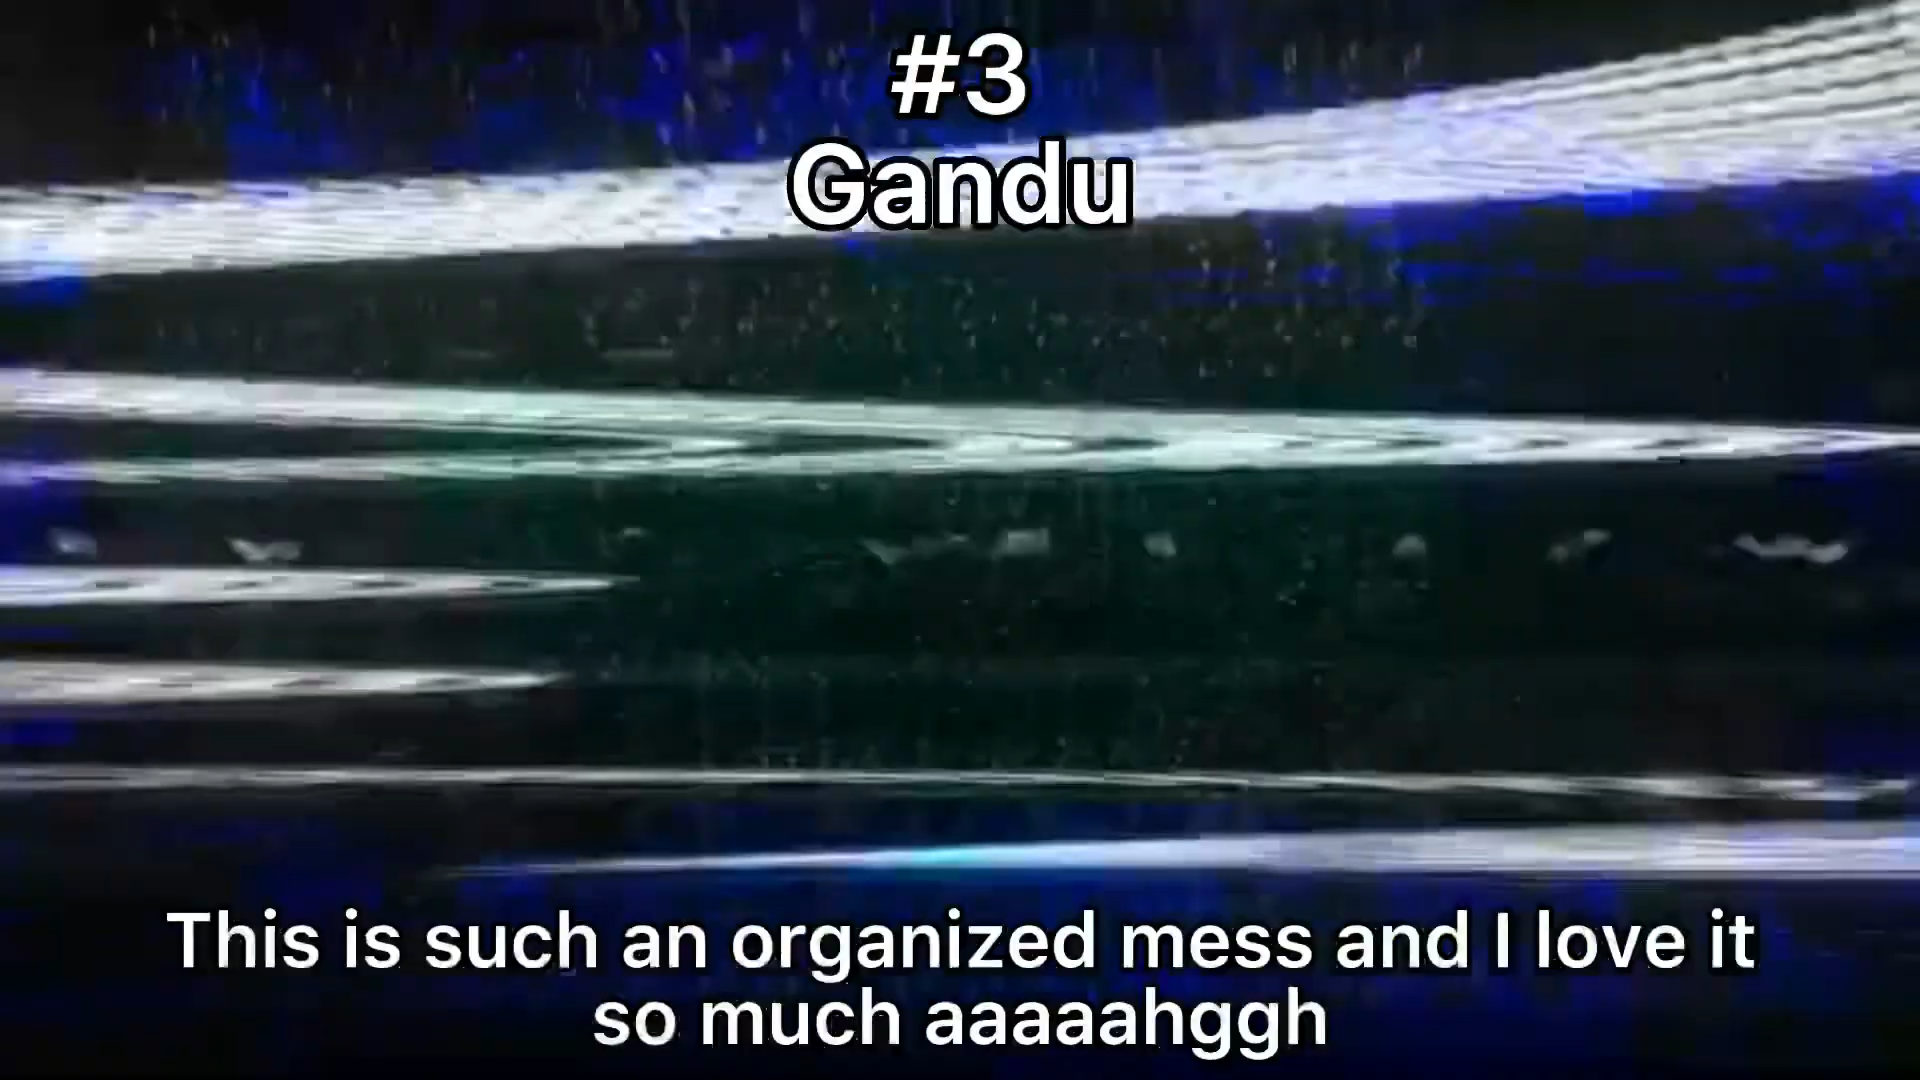 #3
Gandu
This is such an organized mess and I love it
so much aaaaahggh